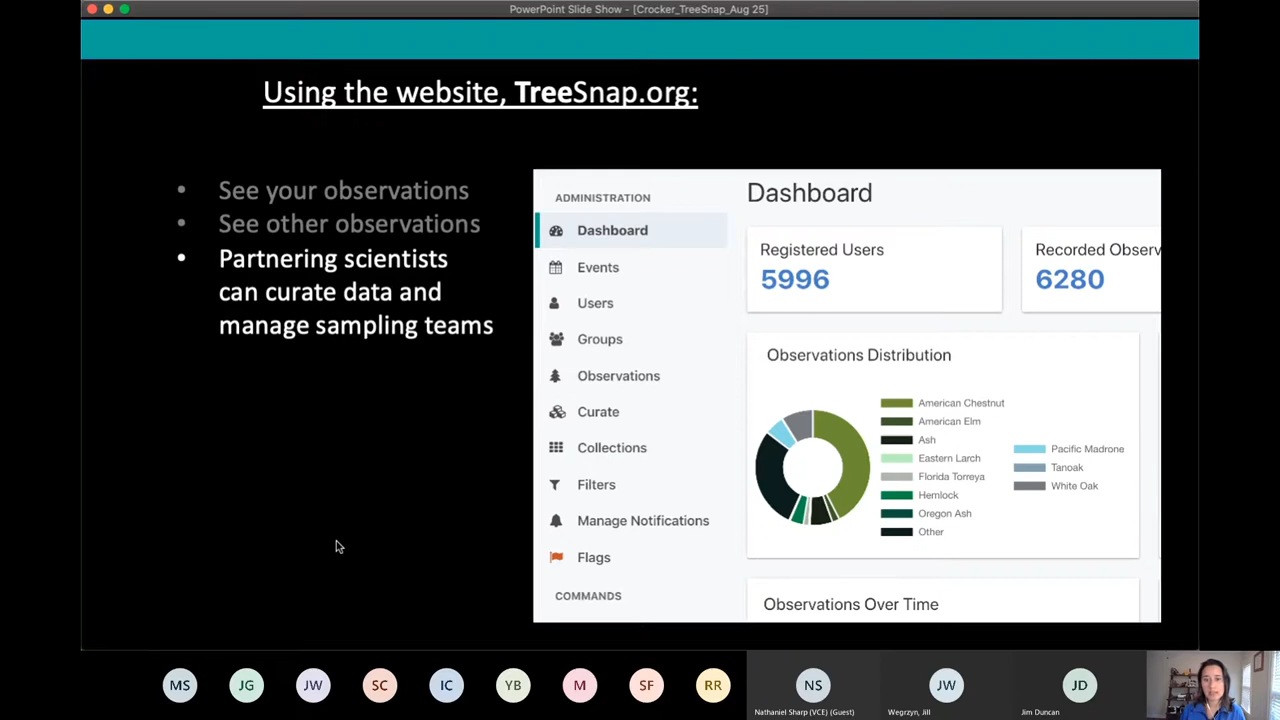 PowerPoint Slide Show - [Crocker_TreeSnap_Aug 25]
Using the website, TreeSnap.org:
• See your observations
• See other observations
• Partnering scientists
can curate data and
manage sampling teams
ADMINISTRATION
Dashboard
Events
Users
Groups
Observations
Curate
Collections
Filters
Manage Notifications
Flags
COMMANDS
Dashboard
Registered Users
5996
Recorded Observ
6280
Observations Distribution
American Chestnut
American Elm
Ash
Eastern Larch
Florida Torreya
Hemlock
Oregon Ash
Other
Pacific Madrone
Tanoak
White Oak
Observations Over Time
MS
JG
JW
SC
IC
YB
M
SF
RR
NS
Nathaniel Sharp (VCE) (Guest)
JW
Wegrzyn, Jill
JD
Jim Duncan